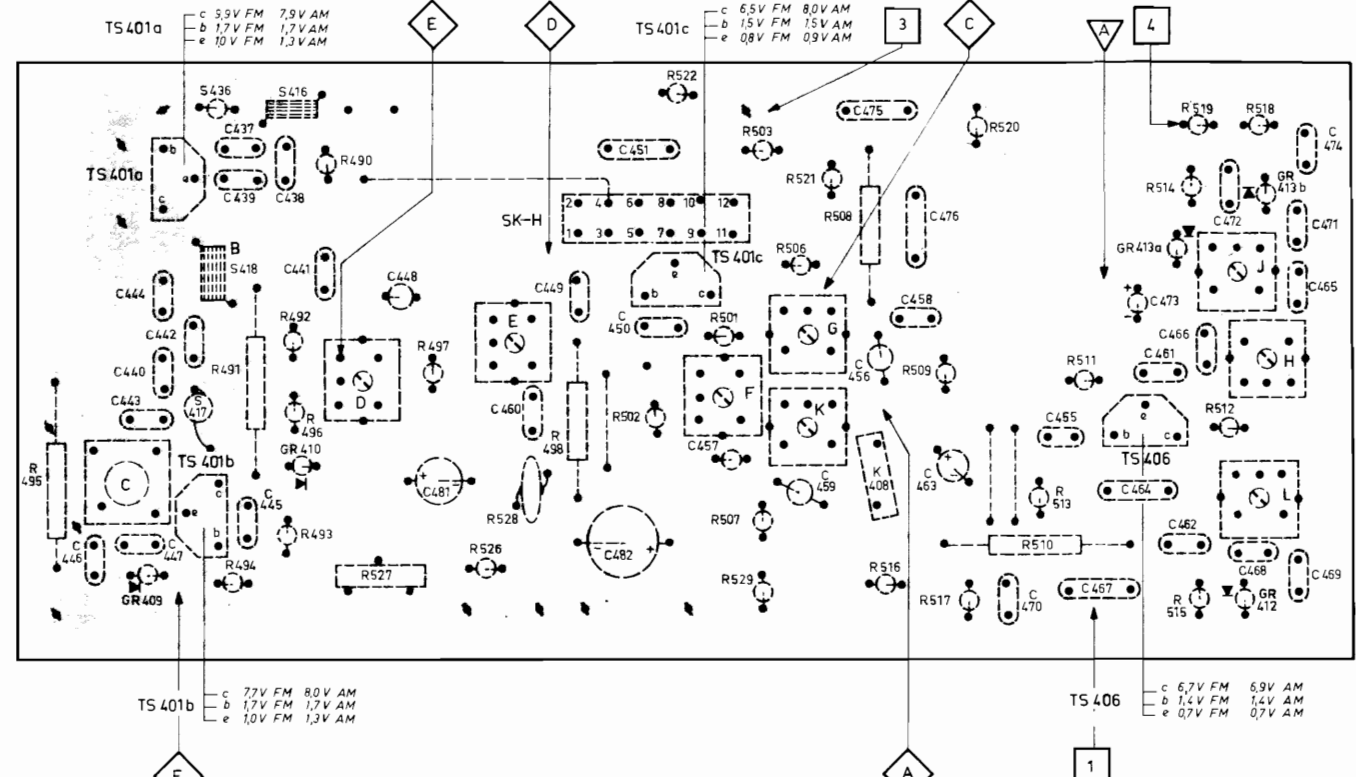 TS 401a
c 9,9V FM 7,9V AM
b 1,7V FM 1,7V AM
e 1,0V FM 1,3V AM
E
D
TS401c
c 6,5V FM 8,0V AM
b 1,5V FM 1,5V AM
e 0,8V FM 0,9V AM
3
C
A
4
S436
S416
R522
C475
R519
R518
C 474
C437
C451
R503
R520
b
TS 401a
e
c
C439
C438
R490
R521
R508
C476
R514
GR 413b
C472
C471
SK-H
2 4 6 8 10 12
1 3 5 7 9 11
B
S418
C441
C448
C449
TS 401c
e
b
c
R506
GR413a
J
C465
C444
C442
C440
C443
S 417
R491
R492
R497
E
C 450
R501
G
C458
C473
+
−
C466
C461
H
D
R 496
C460
R 498
R502
F
K
C 456
R509
R511
C455
e
b
c
TS 406
R512
R 495
C
TS 401b
c
e
b
GR 410
C 445
R493
C481
R528
C457
C 459
K 408
C 463
+
R 513
C464
L
C 446
C 447
GR409
R494
R527
R526
−
C482
+
R507
R529
R516
R510
R517
C 470
C467
C462
C468
C469
R 515
GR 412
TS 401b
c 7,7V FM 8,0V AM
b 1,7V FM 1,7V AM
e 1,0V FM 1,3V AM
TS 406
c 6,7V FM 6,9V AM
b 1,4V FM 1,4V AM
e 0,7V FM 0,7V AM
A
1